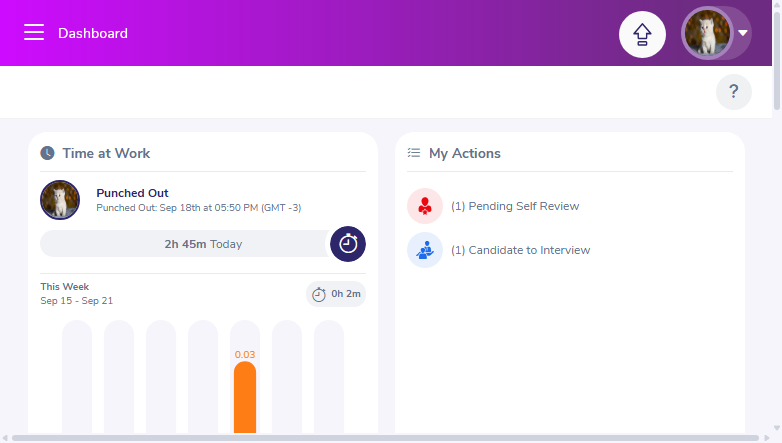 Dashboard
?
Time at Work
Punched Out
Punched Out: Sep 18th at 05:50 PM (GMT -3)
2h 45m Today
This Week
Sep 15 - Sep 21
0h 2m
0.03
My Actions
(1) Pending Self Review
(1) Candidate to Interview